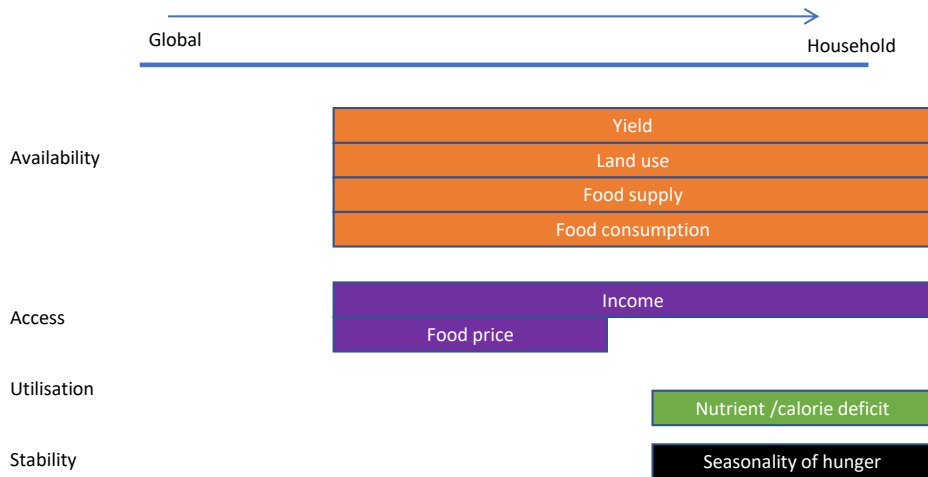 Global
Household
Availability
Yield
Land use
Food supply
Food consumption
Access
Income
Food price
Utilisation
Nutrient /calorie deficit
Stability
Seasonality of hunger